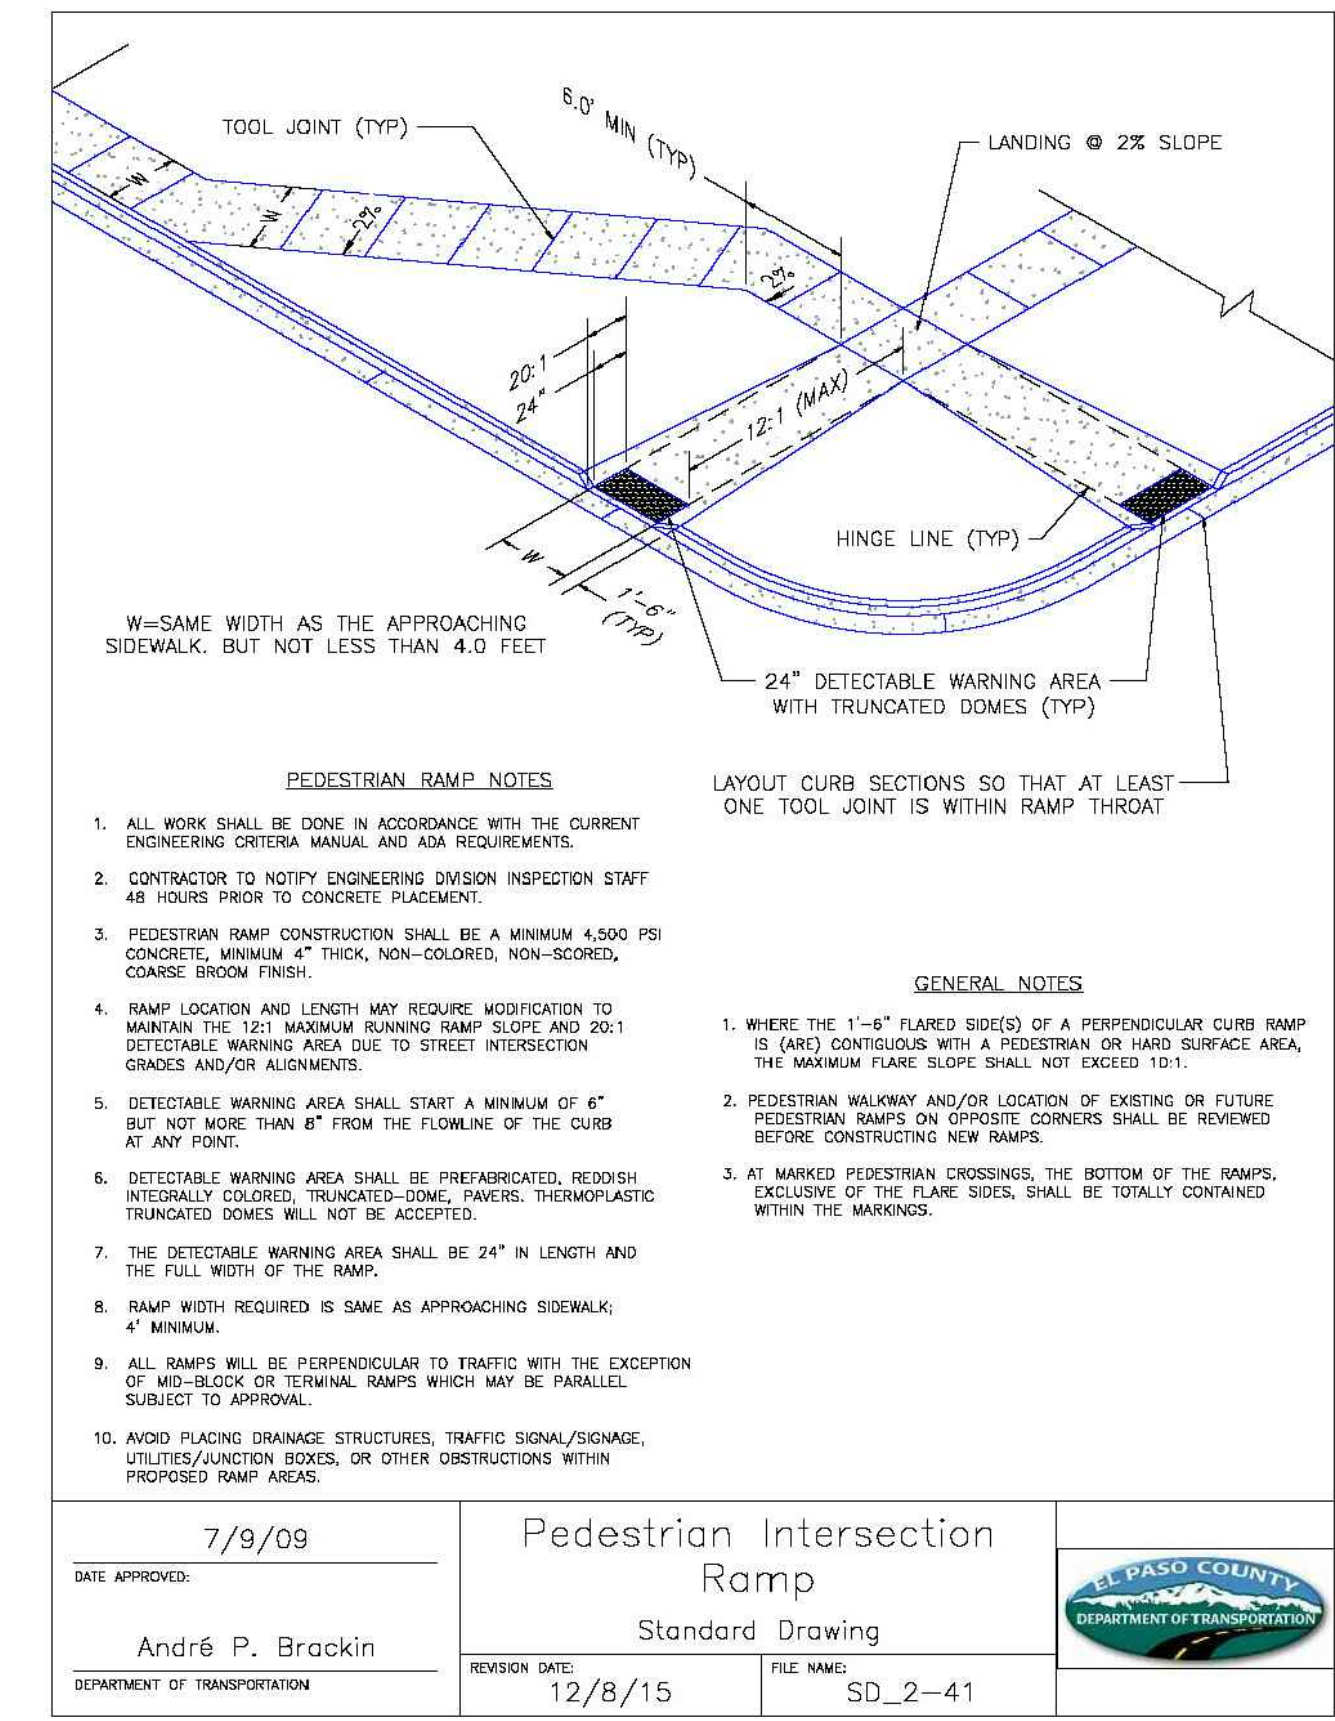 TOOL JOINT (TYP)
6.0' MIN (TYP)
LANDING @ 2% SLOPE
W
W
2%
2%
20:1
24"
12:1 (MAX)
HINGE LINE (TYP)
W
1'-6"
(TYP)
W=SAME WIDTH AS THE APPROACHING
SIDEWALK. BUT NOT LESS THAN 4.0 FEET
24" DETECTABLE WARNING AREA
WITH TRUNCATED DOMES (TYP)
LAYOUT CURB SECTIONS SO THAT AT LEAST
ONE TOOL JOINT IS WITHIN RAMP THROAT
PEDESTRIAN RAMP NOTES
1. ALL WORK SHALL BE DONE IN ACCORDANCE WITH THE CURRENT
ENGINEERING CRITERIA MANUAL AND ADA REQUIREMENTS.
2. CONTRACTOR TO NOTIFY ENGINEERING DIVISION INSPECTION STAFF
48 HOURS PRIOR TO CONCRETE PLACEMENT.
3. PEDESTRIAN RAMP CONSTRUCTION SHALL BE A MINIMUM 4,500 PSI
CONCRETE, MINIMUM 4" THICK, NON-COLORED, NON-SCORED,
COARSE BROOM FINISH.
4. RAMP LOCATION AND LENGTH MAY REQUIRE MODIFICATION TO
MAINTAIN THE 12:1 MAXIMUM RUNNING RAMP SLOPE AND 20:1
DETECTABLE WARNING AREA DUE TO STREET INTERSECTION
GRADES AND/OR ALIGNMENTS.
5. DETECTABLE WARNING AREA SHALL START A MINIMUM OF 6"
BUT NOT MORE THAN 8" FROM THE FLOWLINE OF THE CURB
AT ANY POINT.
6. DETECTABLE WARNING AREA SHALL BE PREFABRICATED, REDDISH
INTEGRALLY COLORED, TRUNCATED-DOME, PAVERS. THERMOPLASTIC
TRUNCATED DOMES WILL NOT BE ACCEPTED.
7. THE DETECTABLE WARNING AREA SHALL BE 24" IN LENGTH AND
THE FULL WIDTH OF THE RAMP.
8. RAMP WIDTH REQUIRED IS SAME AS APPROACHING SIDEWALK;
4' MINIMUM.
9. ALL RAMPS WILL BE PERPENDICULAR TO TRAFFIC WITH THE EXCEPTION
OF MID-BLOCK OR TERMINAL RAMPS WHICH MAY BE PARALLEL
SUBJECT TO APPROVAL.
10. AVOID PLACING DRAINAGE STRUCTURES, TRAFFIC SIGNAL/SIGNAGE,
UTILITIES/JUNCTION BOXES, OR OTHER OBSTRUCTIONS WITHIN
PROPOSED RAMP AREAS.
GENERAL NOTES
1. WHERE THE 1'-6" FLARED SIDE(S) OF A PERPENDICULAR CURB RAMP
IS (ARE) CONTIGUOUS WITH A PEDESTRIAN OR HARD SURFACE AREA,
THE MAXIMUM FLARE SLOPE SHALL NOT EXCEED 10:1.
2. PEDESTRIAN WALKWAY AND/OR LOCATION OF EXISTING OR FUTURE
PEDESTRIAN RAMPS ON OPPOSITE CORNERS SHALL BE REVIEWED
BEFORE CONSTRUCTING NEW RAMPS.
3. AT MARKED PEDESTRIAN CROSSINGS, THE BOTTOM OF THE RAMPS,
EXCLUSIVE OF THE FLARE SIDES, SHALL BE TOTALLY CONTAINED
WITHIN THE MARKINGS.
7/9/09
DATE APPROVED:
André P. Brackin
DEPARTMENT OF TRANSPORTATION
Pedestrian Intersection
Ramp
Standard Drawing
REVISION DATE:
12/8/15
FILE NAME:
SD_2-41
EL PASO COUNTY
DEPARTMENT OF TRANSPORTATION